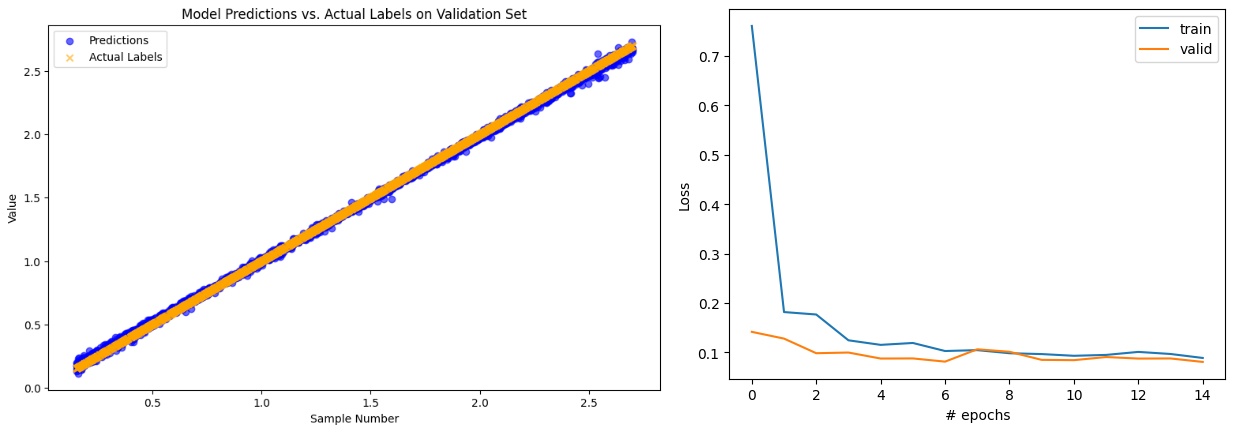 Model Predictions vs. Actual Labels on Validation Set
Predictions
Actual Labels
2.5
2.0
1.5
1.0
0.5
0.0
Value
0.5 1.0 1.5 2.0 2.5
Sample Number
train
valid
0.7
0.6
0.5
0.4
0.3
0.2
0.1
Loss
0 2 4 6 8 10 12 14
# epochs